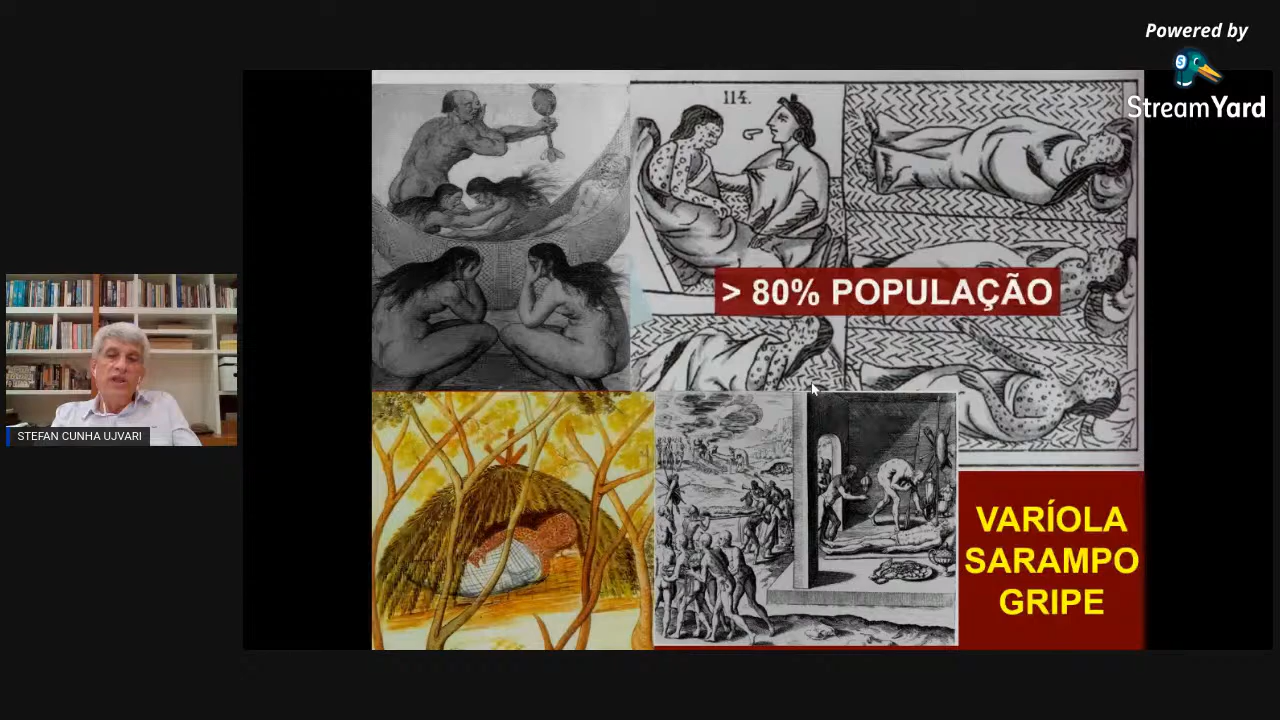 Powered by
StreamYard
114.
> 80% POPULAÇÃO
STEFAN CUNHA UJVARI
VARÍOLA
SARAMPO
GRIPE